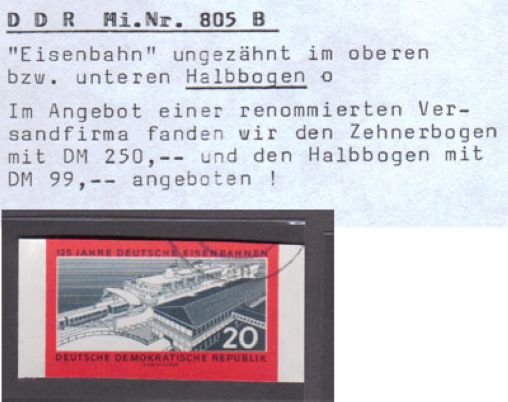 D D R Mi.Nr. 805 B
"Eisenbahn" ungezähnt im oberen
bzw. unteren Halbbogen o
Im Angebot einer renommierten Ver-
sandfirma fanden wir den Zehnerbogen
mit DM 250,-- und den Halbbogen mit
DM 99,-- angeboten !
125 JAHRE DEUTSCHE EISENBAHNEN
20
DEUTSCHE DEMOKRATISCHE REPUBLIK